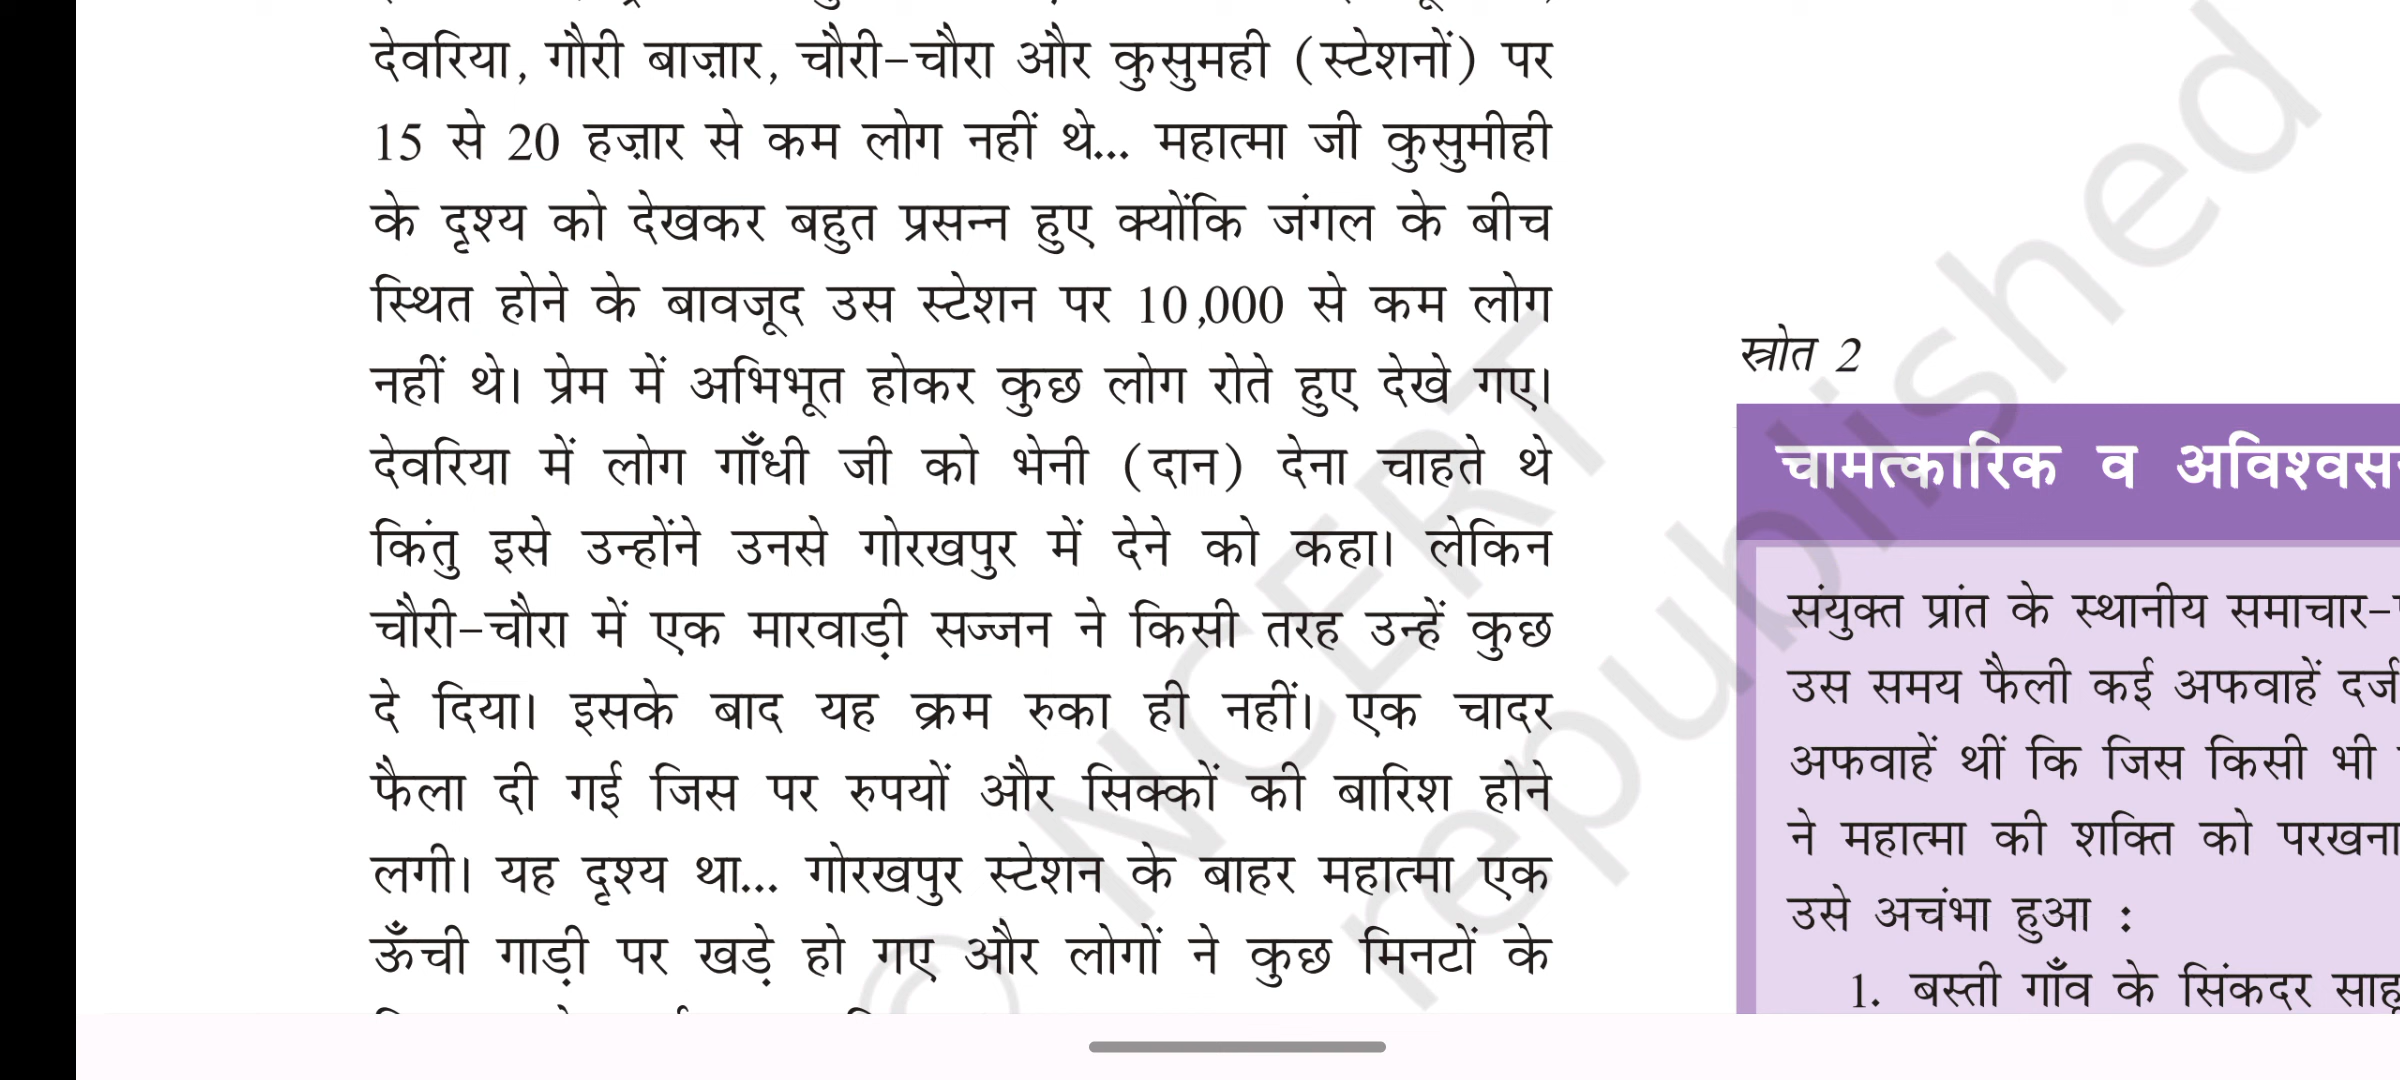 देवरिया, गौरी बाज़ार, चौरी-चौरा और कुसुमही (स्टेशनों) पर
15 से 20 हज़ार से कम लोग नहीं थे... महात्मा जी कुसुमीही
के दृश्य को देखकर बहुत प्रसन्न हुए क्योंकि जंगल के बीच
स्थित होने के बावजूद उस स्टेशन पर 10,000 से कम लोग
नहीं थे। प्रेम में अभिभूत होकर कुछ लोग रोते हुए देखे गए।
देवरिया में लोग गाँधी जी को भेनी (दान) देना चाहते थे
किंतु इसे उन्होंने उनसे गोरखपुर में देने को कहा। लेकिन
चौरी-चौरा में एक मारवाड़ी सज्जन ने किसी तरह उन्हें कुछ
दे दिया। इसके बाद यह क्रम रुका ही नहीं। एक चादर
फैला दी गई जिस पर रुपयों और सिक्कों की बारिश होने
लगी। यह दृश्य था... गोरखपुर स्टेशन के बाहर महात्मा एक
ऊँची गाड़ी पर खड़े हो गए और लोगों ने कुछ मिनटों के
स्रोत 2
चामत्कारिक व
संयुक्त प्रांत के स्थानीय समाचार-
उस समय फैली कई अफवाहें दर्ज
अफवाहें थीं कि जिस किसी भी
ने महात्मा की शक्ति को परखना
उसे अचंभा हुआ :
1. बस्ती गाँव के सिंकदर
© NCERT
republished